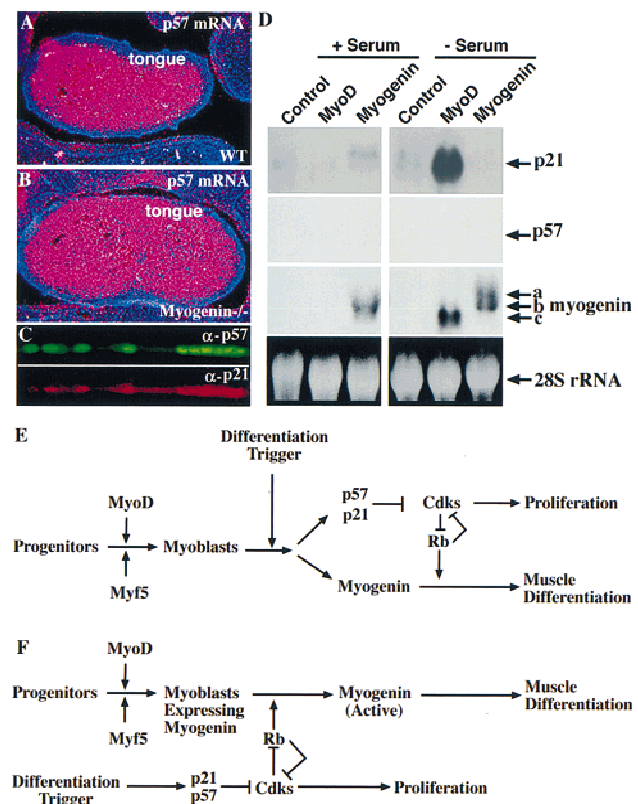 A
p57 mRNA
tongue
WT
B
p57 mRNA
tongue
Myogenin-/-
C
α-p57
α-p21
D
+ Serum
- Serum
Control
MyoD
Myogenin
Control
MyoD
Myogenin
p21
p57
a
b myogenin
c
28S rRNA
E
Differentiation
Trigger
MyoD
p57
p21
Cdks
Proliferation
Progenitors
Myoblasts
Rb
Myf5
Myogenin
Muscle
Differentiation
F
MyoD
Progenitors
Myoblasts
Expressing
Myogenin
Myogenin
(Active)
Muscle
Differentiation
Myf5
Rb
Differentiation
Trigger
p21
p57
Cdks
Proliferation